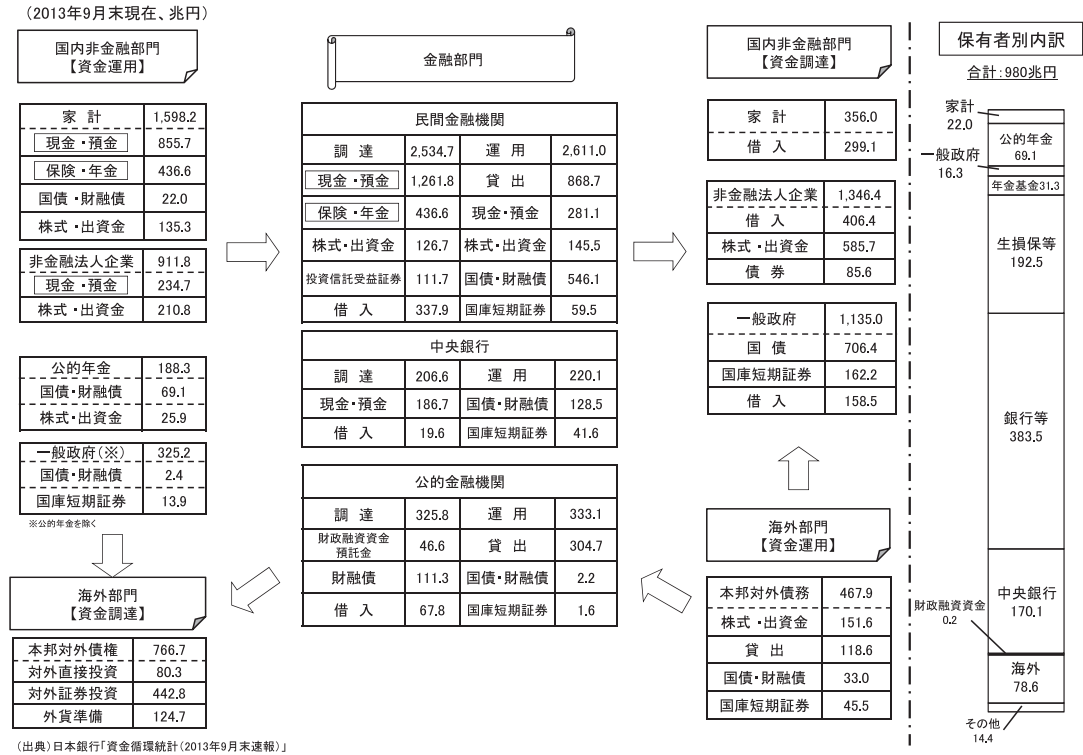 (2013年9月末現在、兆円)
国内非金融部門
【資金運用】
家 計 1,598.2
現金・預金 855.7
保険・年金 436.6
国債・財融債 22.0
株式・出資金 135.3
非金融法人企業 911.8
現金・預金 234.7
株式・出資金 210.8
公的年金 188.3
国債・財融債 69.1
株式・出資金 25.9
一般政府(※) 325.2
国債・財融債 2.4
国庫短期証券 13.9
※公的年金を除く
海外部門
【資金調達】
本邦対外債権 766.7
対外直接投資 80.3
対外証券投資 442.8
外貨準備 124.7
金融部門
民間金融機関
調 達 2,534.7 運 用 2,611.0
現金・預金 1,261.8 貸 出 868.7
保険・年金 436.6 現金・預金 281.1
株式・出資金 126.7 株式・出資金 145.5
投資信託受益証券 111.7 国債・財融債 546.1
借 入 337.9 国庫短期証券 59.5
中央銀行
調 達 206.6 運 用 220.1
現金・預金 186.7 国債・財融債 128.5
借 入 19.6 国庫短期証券 41.6
公的金融機関
調 達 325.8 運 用 333.1
財政融資資金
預託金 46.6 貸 出 304.7
財融債 111.3 国債・財融債 2.2
借 入 67.8 国庫短期証券 1.6
国内非金融部門
【資金調達】
家 計 356.0
借 入 299.1
非金融法人企業 1,346.4
借 入 406.4
株式・出資金 585.7
債 券 85.6
一般政府 1,135.0
国 債 706.4
国庫短期証券 162.2
借 入 158.5
海外部門
【資金運用】
本邦対外債務 467.9
株式・出資金 151.6
貸 出 118.6
国債・財融債 33.0
国庫短期証券 45.5
保有者別内訳
合計:980兆円
家計
22.0
公的年金
69.1
一般政府
16.3
年金基金31.3
生損保等
192.5
銀行等
383.5
中央銀行
170.1
財政融資資金
0.2
海外
78.6
その他
14.4
(出典)日本銀行「資金循環統計(2013年9月末速報)」